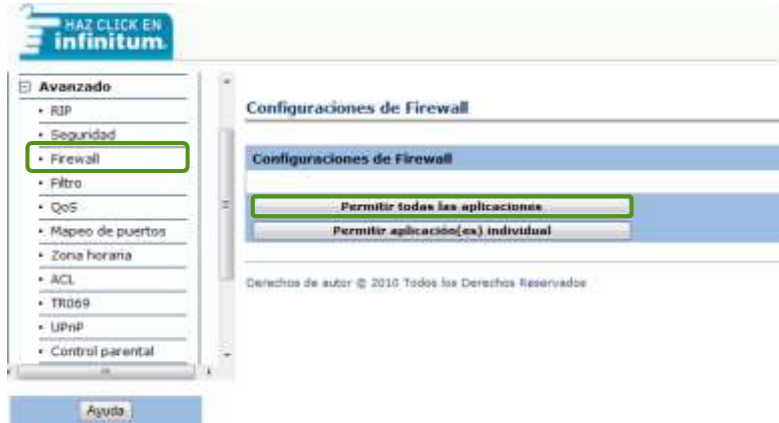 HAZ CLICK EN
infinitum
Avanzado
RIP
Seguridad
Firewall
Filtro
QoS
Mapeo de puertos
Zona horaria
ACL
TR069
UPnP
Control parental
Ayuda
Configuraciones de Firewall
Configuraciones de Firewall
Permitir todas las aplicaciones
Permitir aplicación(es) individual
Derechos de autor © 2010 Todos los Derechos Reservados